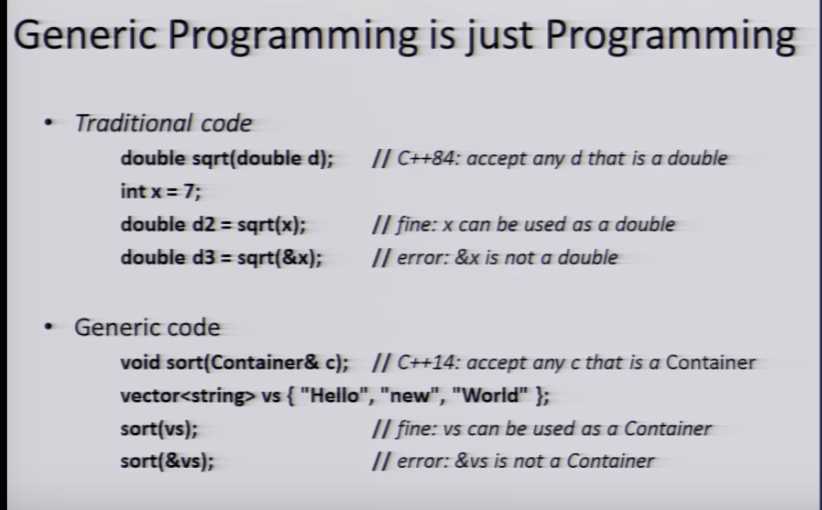 Generic Programming is just Programming
• Traditional code
double sqrt(double d); // C++84: accept any d that is a double
int x = 7;
double d2 = sqrt(x); // fine: x can be used as a double
double d3 = sqrt(&x); // error: &x is not a double
• Generic code
void sort(Container& c); // C++14: accept any c that is a Container
vector<string> vs { "Hello", "new", "World" };
sort(vs); // fine: vs can be used as a Container
sort(&vs); // error: &vs is not a Container